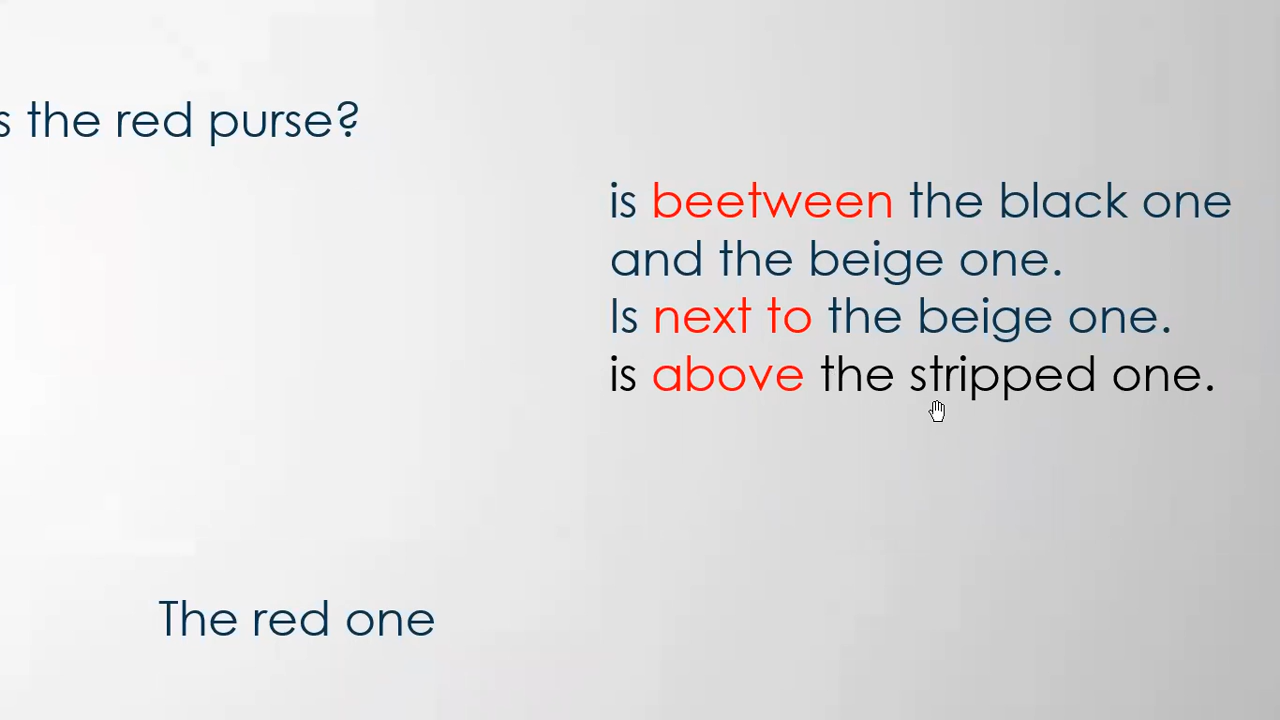 s the red purse?
is beetween the black one
and the beige one.
Is next to the beige one.
is above the stripped one.
The red one